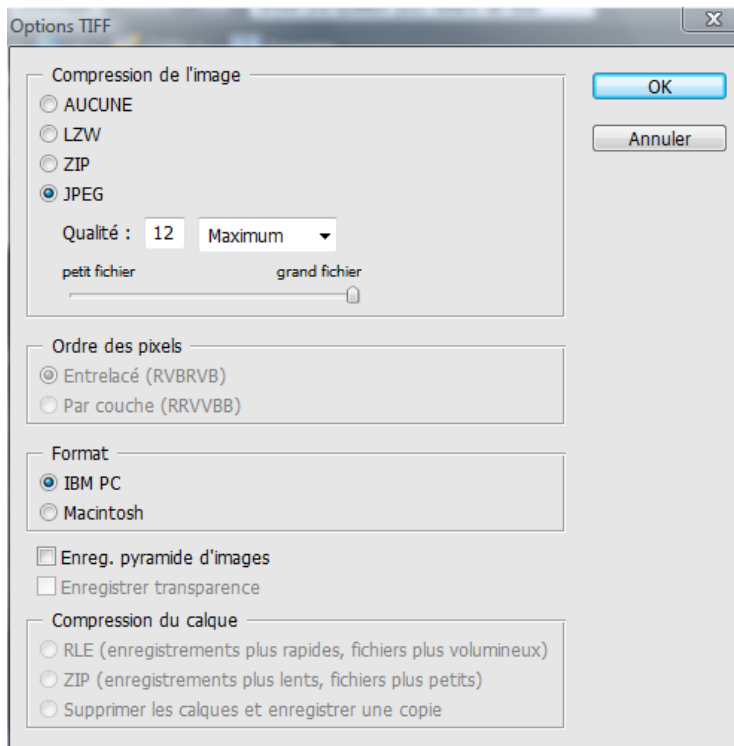 Options TIFF
Compression de l'image
AUCUNE
LZW
ZIP
JPEG
Qualité : 12 Maximum
petit fichier grand fichier
Ordre des pixels
Entrelacé (RVBRVB)
Par couche (RRVVBB)
Format
IBM PC
Macintosh
Enreg. pyramide d'images
Enregistrer transparence
Compression du calque
RLE (enregistrements plus rapides, fichiers plus volumineux)
ZIP (enregistrements plus lents, fichiers plus petits)
Supprimer les calques et enregistrer une copie
OK
Annuler